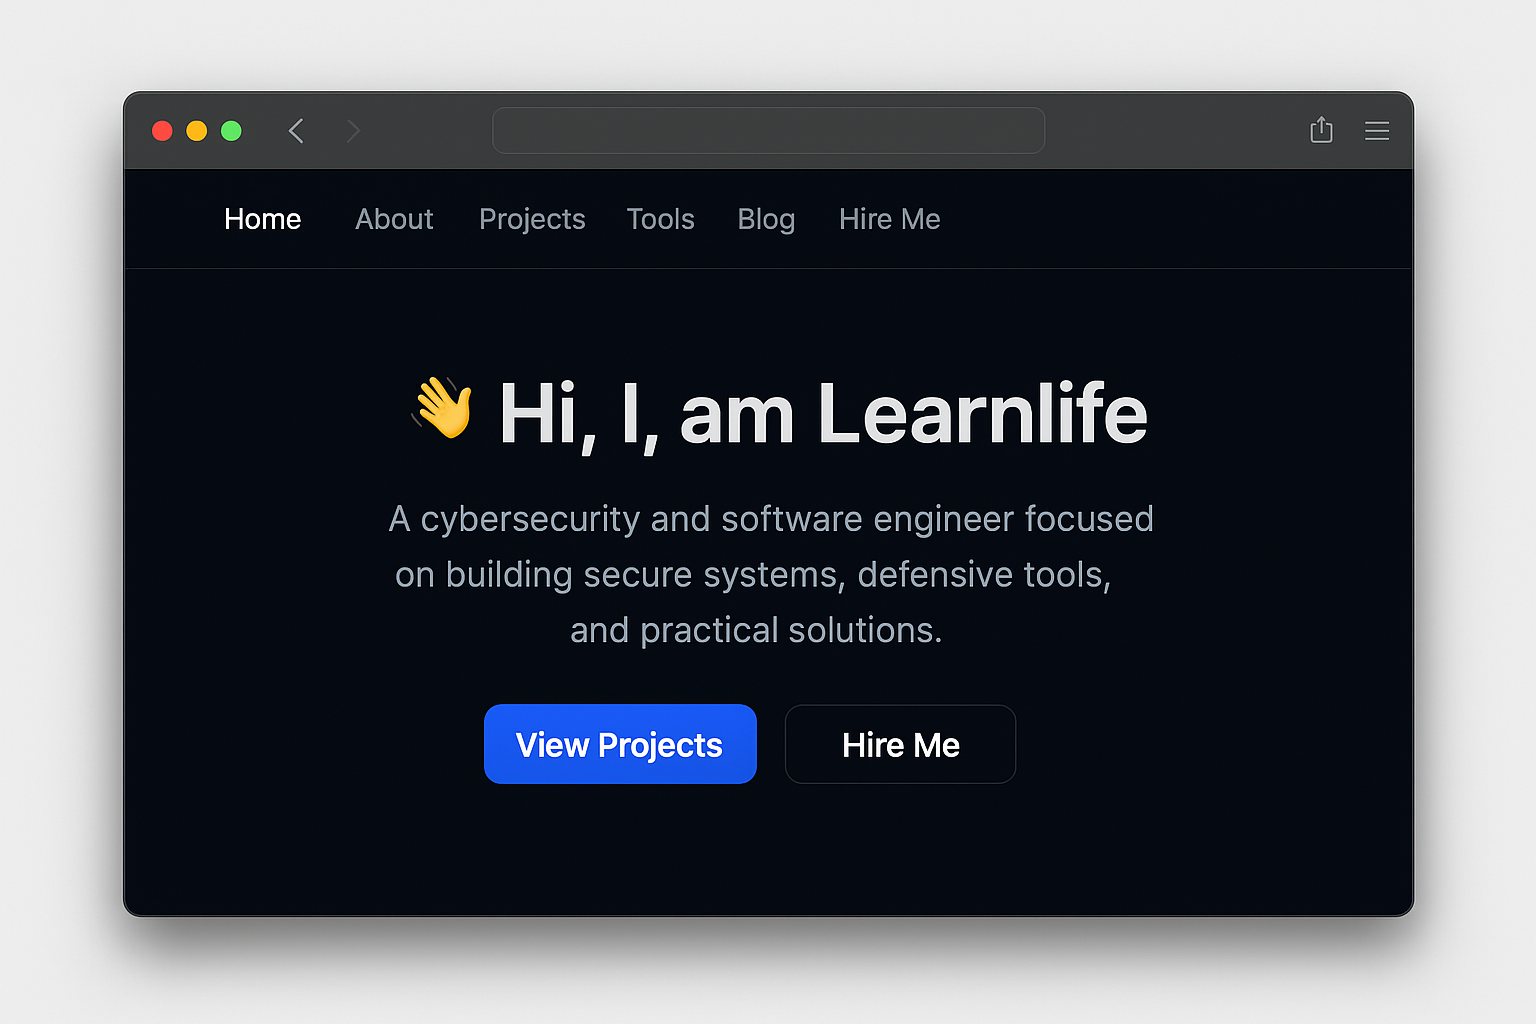 Home About Projects Tools Blog Hire Me
👋 Hi, I, am Learnlife
A cybersecurity and software engineer focused
on building secure systems, defensive tools,
and practical solutions.
View Projects Hire Me